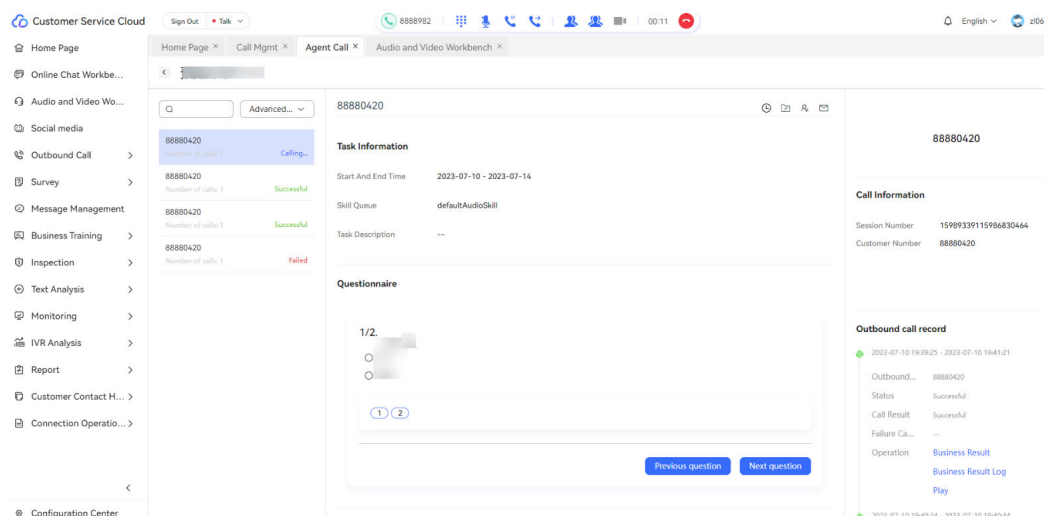 Customer Service Cloud
Sign Out
Talk
8888982
00:11
English
zl06
Home Page
Online Chat Workbe...
Audio and Video Wo...
Social media
Outbound Call
Survey
Message Management
Business Training
Inspection
Text Analysis
Monitoring
IVR Analysis
Report
Customer Contact H...
Connection Operatio...
Configuration Center
Home Page ×
Call Mgmt ×
Agent Call ×
Audio and Video Workbench ×
Advanced...
88880420
Number of calls: 1 Calling...
88880420
Number of calls: 1 Successful
88880420
Number of calls: 1 Successful
88880420
Number of calls: 1 Failed
88880420
Task Information
Start And End Time 2023-07-10 - 2023-07-14
Skill Queue defaultAudioSkill
Task Description --
Questionnaire
1/2.
1 2
Previous question Next question
88880420
Call Information
Session Number 15989339115986830464
Customer Number 88880420
Outbound call record
2023-07-10 19:39:25 - 2023-07-10 19:41:21
Outbound... 88880420
Status Successful
Call Result Successful
Failure Ca... --
Operation Business Result
Business Result Log
Play